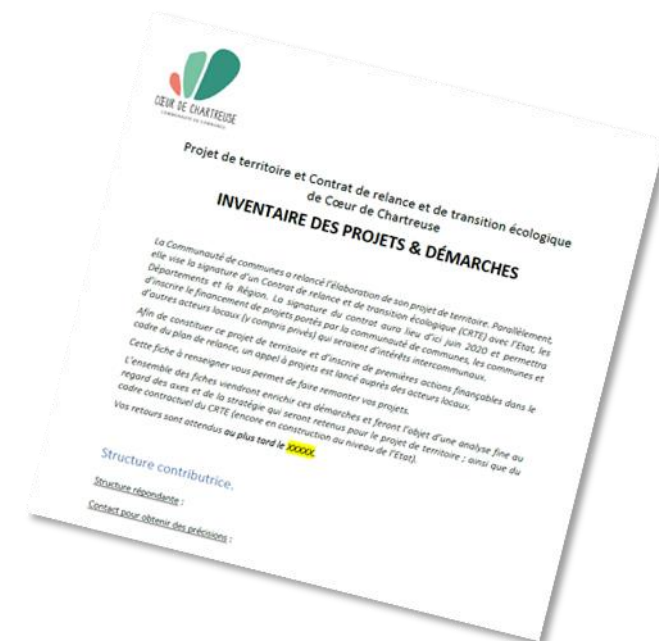 CŒUR DE CHARTREUSE
COMMUNAUTÉ DE COMMUNES
Projet de territoire et Contrat de relance et de transition écologique
de Cœur de Chartreuse
INVENTAIRE DES PROJETS & DÉMARCHES
La Communauté de communes a relancé l'élaboration de son projet de territoire. Parallèlement,
elle vise la signature d'un Contrat de relance et de transition écologique (CRTE) avec l'Etat, les
Départements et la Région. La signature du contrat aura lieu d'ici juin 2020 et permettra
d'inscrire le financement de projets portés par la communauté de communes, les communes et
d'autres acteurs locaux (y compris privés) qui seraient d'intérêts intercommunaux.
Afin de constituer ce projet de territoire et d'inscrire de premières actions finançables dans le
cadre du plan de relance, un appel à projets est lancé auprès des acteurs locaux.
Cette fiche à renseigner vous permet de faire remonter vos projets.
L'ensemble des fiches viendront enrichir ces démarches et feront l'objet d'une analyse fine au
regard des axes et de la stratégie qui seront retenus pour le projet de territoire ; ainsi que du
cadre contractuel du CRTE (encore en construction au niveau de l'Etat).
Vos retours sont attendus au plus tard le XXXXX.
Structure contributrice.
Structure répondante :
Contact pour obtenir des précisions :